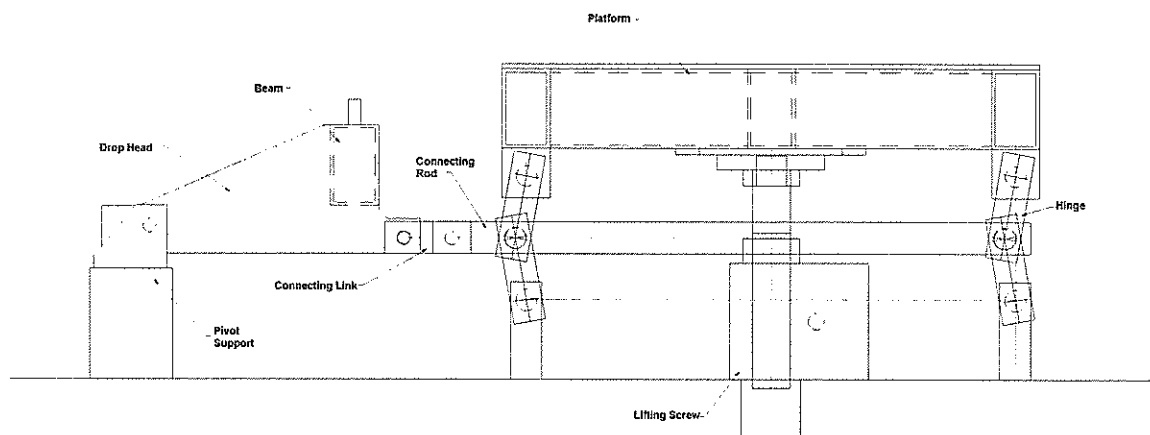 Platform
Beam
Drop Head
Connecting
Rod
Hinge
Connecting Link
Pivot
Support
Lifting Screw